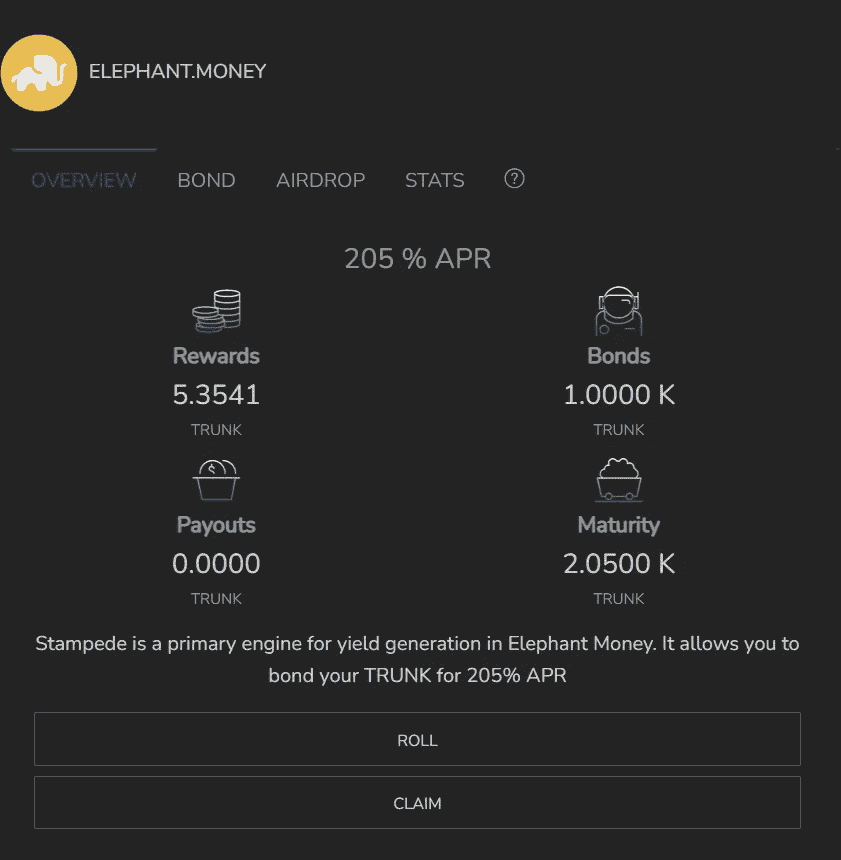 ELEPHANT.MONEY
OVERVIEW
BOND
AIRDROP
STATS
?
205 % APR
Rewards
5.3541
TRUNK
Bonds
1.0000 K
TRUNK
$
Payouts
0.0000
TRUNK
Maturity
2.0500 K
TRUNK
Stampede is a primary engine for yield generation in Elephant Money. It allows you to
bond your TRUNK for 205% APR
ROLL
CLAIM